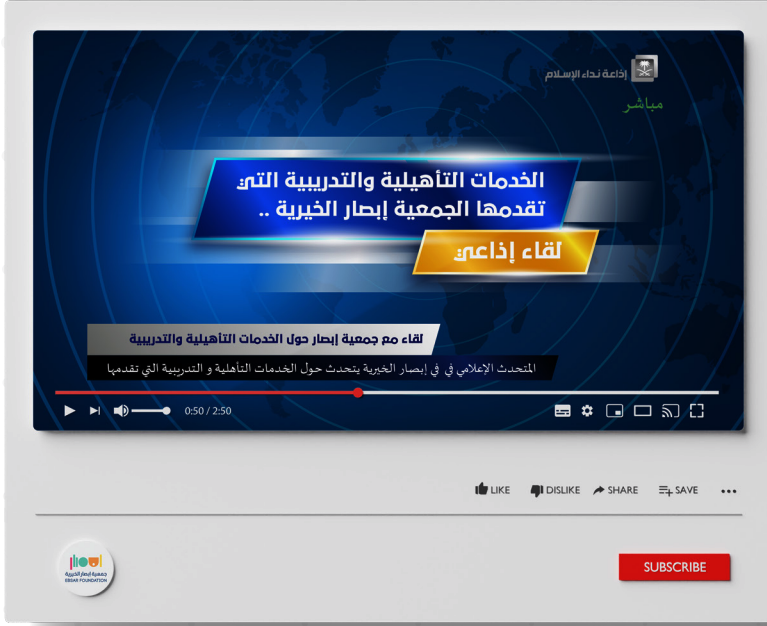 إذاعة نداء الإسلام
مباشر
الخدمات التأهيلية والتدريبية التي
تقدمها الجمعية إبصار الخيرية ..
لقاء إذاعي
لقاء مع جمعية إبصار حول الخدمات التأهيلية والتدريبية
المتحدث الإعلامي في في إبصار الخيرية يتحدث حول الخدمات التأهلية و التدريبية التي تقدمها
0:50 / 2:50
LIKE DISLIKE SHARE SAVE
إبصار
جمعية إبصار الخيرية
EBSAR FOUNDATION
SUBSCRIBE